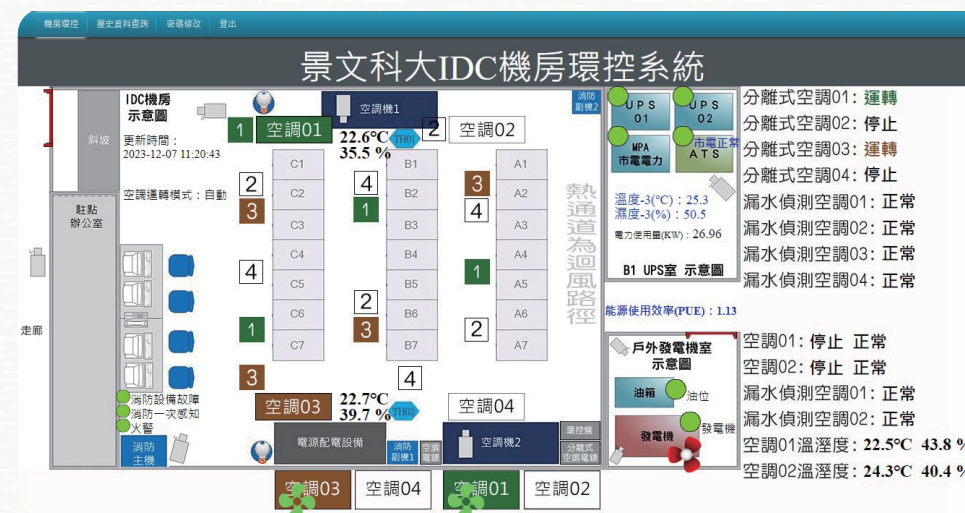 機房環控 歷史資料查詢 密碼修改 登出
景文科大IDC機房環控系統
IDC機房
示意圖
斜坡
更新時間：
2023-12-07 11:20:43
空調運轉模式：自動
駐點
辦公室
走廊
消防設備故障
消防一次感知
火警
消防
主機
空調機1
消防
副機2
1
空調01
22.6℃
35.5 %
TH01
2
空調02
C1
C2
C3
C4
C5
C6
C7
B1
B2
B3
B4
B5
B6
B7
A1
A2
A3
A4
A5
A6
A7
2
3
4
1
3
4
1
2
3
4
3
4
1
2
熱通道為迴風路徑
空調03
22.7℃
39.7 %
TH02
空調04
電源配電設備
消防
副機1
空調
電錶
空調機2
環控盤
分離式
空調電錶
空調03
空調04
空調01
空調02
UPS
01
UPS
02
MPA
市電電力
市電正常
ATS
溫度-3(℃)：25.3
濕度-3(%)：50.5
電力使用量(KW)：26.96
B1 UPS室 示意圖
能源使用效率(PUE)：1.13
戶外發電機室
示意圖
油箱
油位
發電機
發電機
分離式空調01: 運轉
分離式空調02: 停止
分離式空調03: 運轉
分離式空調04: 停止
漏水偵測空調01: 正常
漏水偵測空調02: 正常
漏水偵測空調03: 正常
漏水偵測空調04: 正常
空調01: 停止 正常
空調02: 停止 正常
漏水偵測空調01: 正常
漏水偵測空調02: 正常
空調01溫溼度: 22.5℃ 43.8 %
空調02溫溼度: 24.3℃ 40.4 %